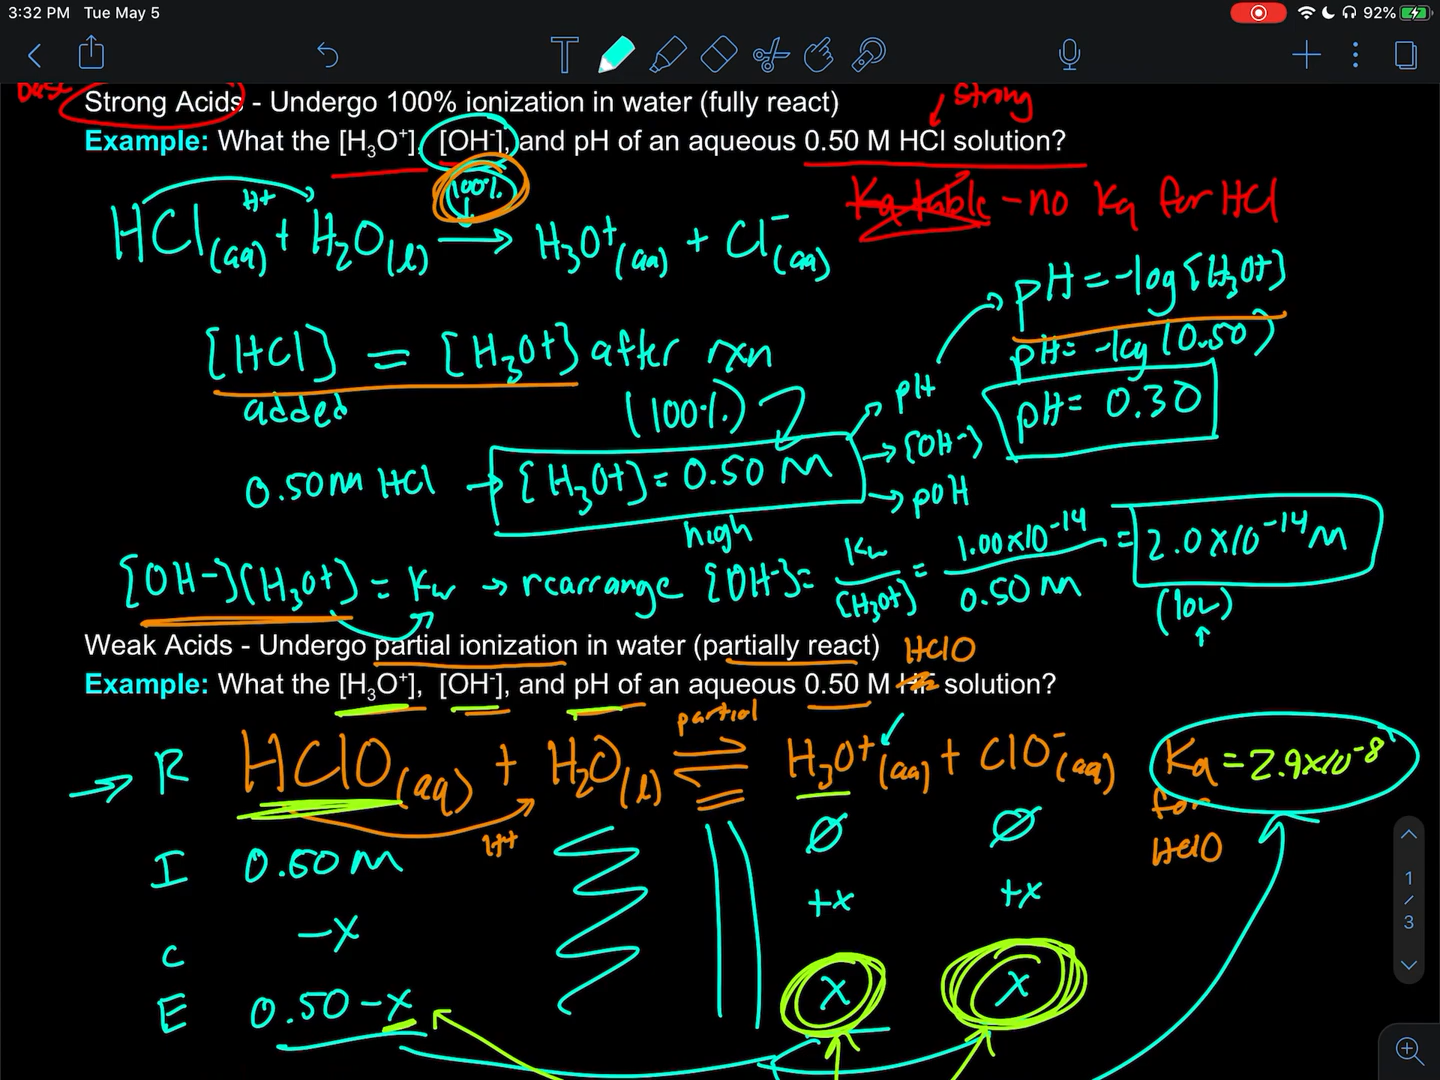 3:32 PM Tue May 5
92%
T
base
Strong Acids - Undergo 100% ionization in water (fully react)
strong
Example: What the [H₃O⁺], [OH⁻], and pH of an aqueous 0.50 M HCl solution?
100%
Ka table - no Ka for HCl
H+
HCl(aq) + H₂O(l) → H₃O⁺(aq) + Cl⁻(aq)
pH = -log[H₃O+]
[HCl] = [H₃O+] after rxn
pH = -log(0.50)
added
(100%)
pH
pH = 0.30
[OH-]
0.50M HCl → [H₃O+] = 0.50 M
pOH
high
[OH-][H₃O+] = Kw → rearrange [OH-] = Kw/[H₃O+] = 1.00x10⁻¹⁴/0.50 M = 2.0x10⁻¹⁴ M
(low)
Weak Acids - Undergo partial ionization in water (partially react) HClO
Example: What the [H₃O⁺], [OH⁻], and pH of an aqueous 0.50 M solution?
partial
R HClO(aq) + H₂O(l) ⇌ H₃O⁺(aq) + ClO⁻(aq) Ka = 2.9x10⁻⁸
for
H+
HClO
I 0.50 M Ø Ø
C -x +x +x
E 0.50-x x x
1
/
3